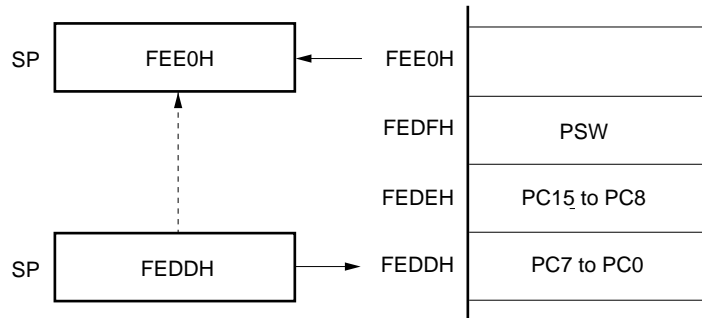 SP FEE0H FEE0H
FEDFH PSW
FEDEH PC15 to PC8
SP FEDDH FEDDH PC7 to PC0